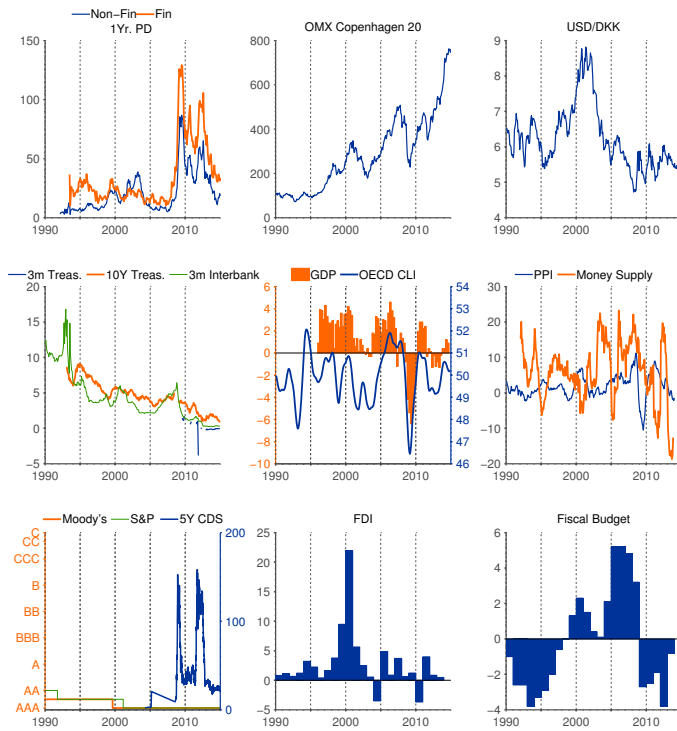 Non-Fin Fin
1Yr. PD
150
100
50
0
1990 2000 2010
OMX Copenhagen 20
800
600
400
200
0
1990 2000 2010
USD/DKK
9
8
7
6
5
4
1990 2000 2010
3m Treas. 10Y Treas. 3m Interbank
20
15
10
5
0
−5
1990 2000 2010
GDP OECD CLI
6 54
4 53
2 52
0 51
−2 50
−4 49
−6 48
−8 47
−10 46
1990 2000 2010
PPI Money Supply
30
20
10
0
−10
−20
1990 2000 2010
Moody's S&P 5Y CDS
C 200
CC
CCC
B
BB 100
BBB
A
AA
AAA 0
1990 2000 2010
FDI
25
20
15
10
5
0
−5
1990 2000 2010
Fiscal Budget
6
4
2
0
−2
−4
1990 2000 2010